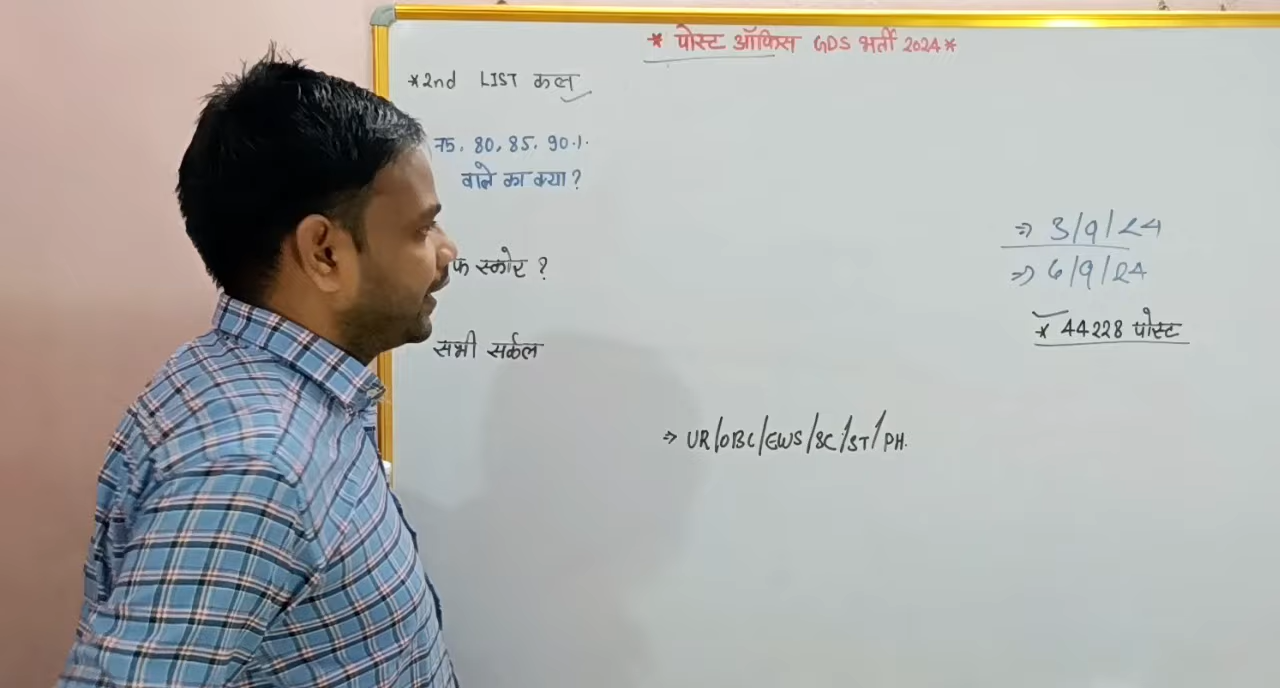 * पोस्ट ऑफिस GDS भर्ती 2024 *
* 2nd LIST कल
75, 80, 85, 90%
वाले का क्या ?
फ स्कोर ?
सभी सर्कल
⇒ 3/9/24
⇒ 6/9/24
* 44228 पोस्ट
⇒ UR/OBC/EWS/SC/ST/PH.